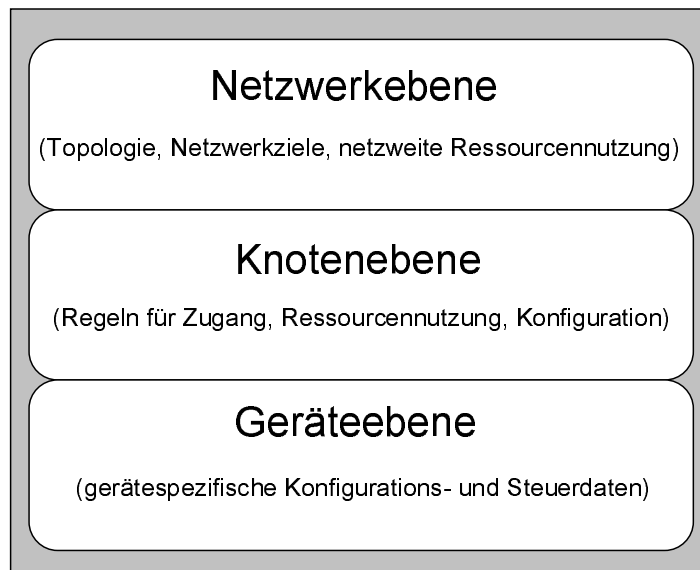 Netzwerkebene
(Topologie, Netzwerkziele, netzweite Ressourcennutzung)
Knotenebene
(Regeln für Zugang, Ressourcennutzung, Konfiguration)
Geräteebene
(gerätespezifische Konfigurations- und Steuerdaten)